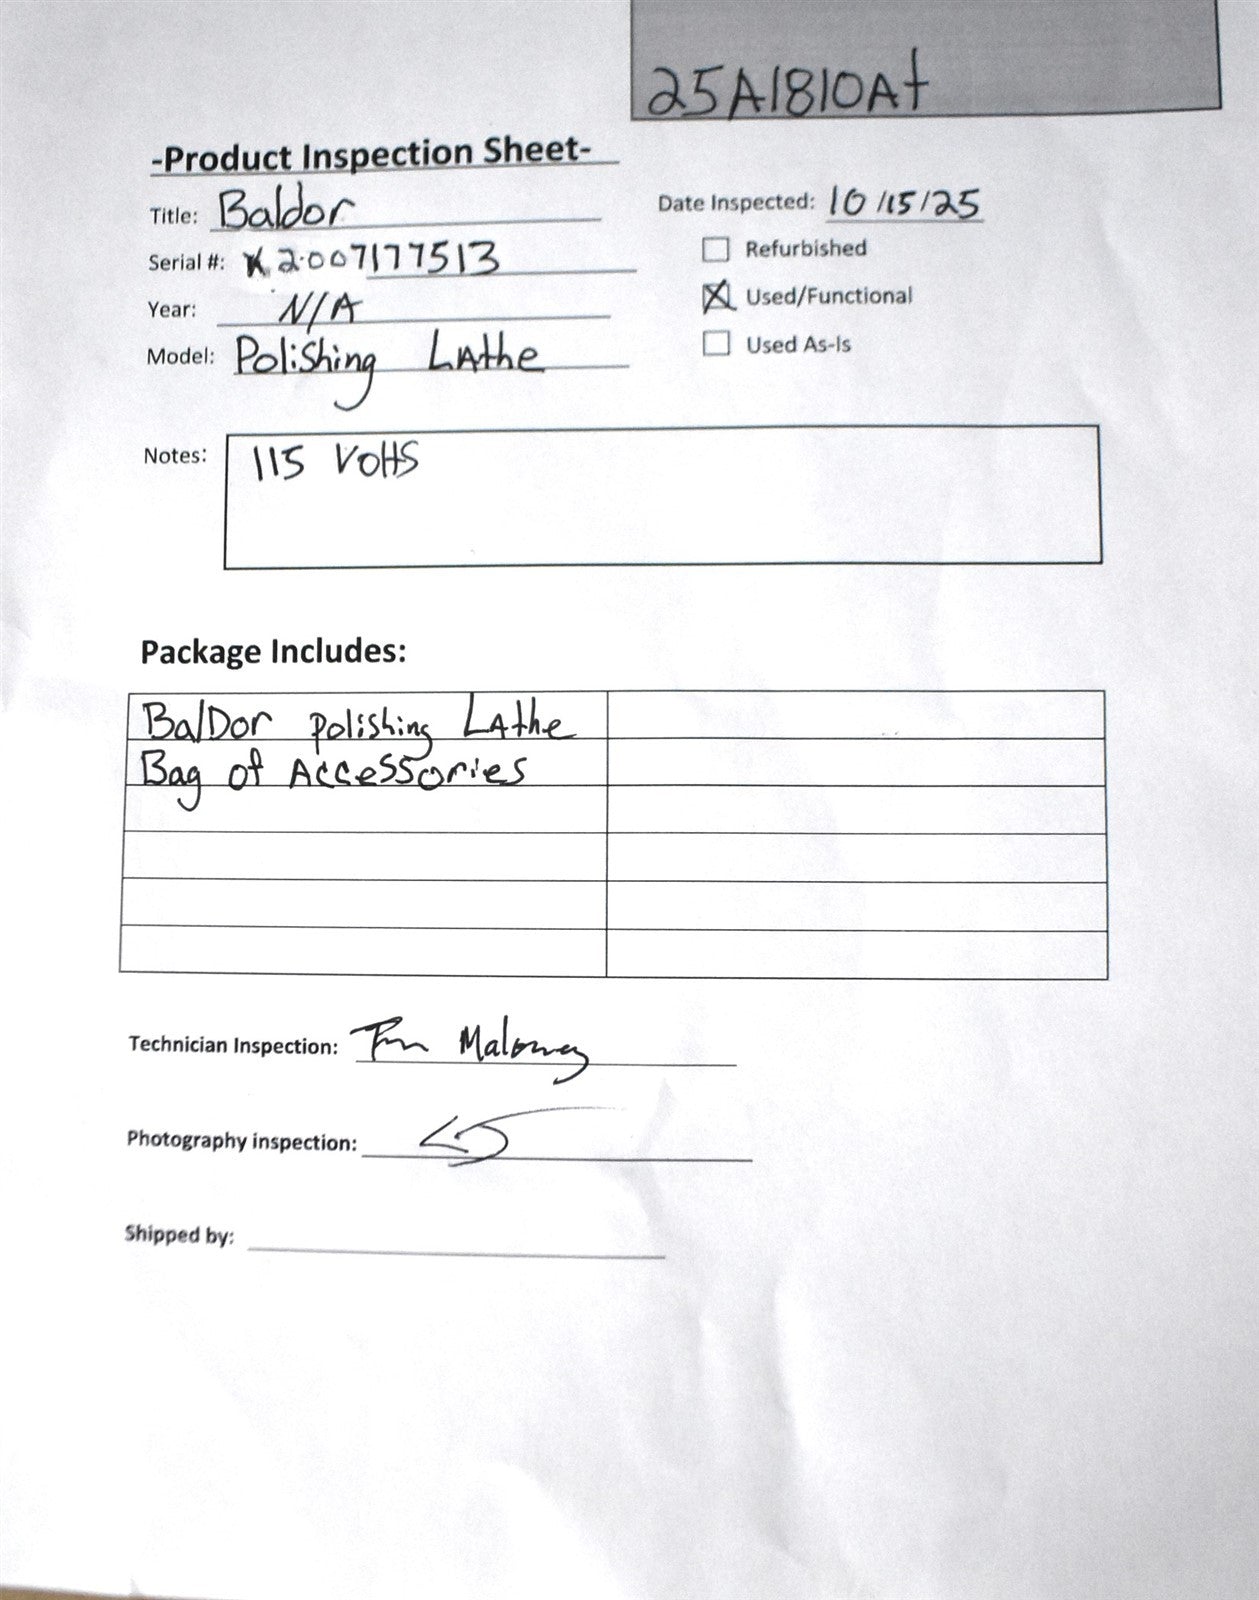 25A1810At
-Product Inspection Sheet-
Title: Baldor
Date Inspected: 10/15/25
Serial #: X2007177513
Refurbished
Year: N/A
Used/Functional
Model: Polishing LAthe
Used As-Is
Notes: 115 Volts
Package Includes:
BalDor polishing LAthe
Bag of Accessories
Technician Inspection: Maloney
Photography inspection:
Shipped by: